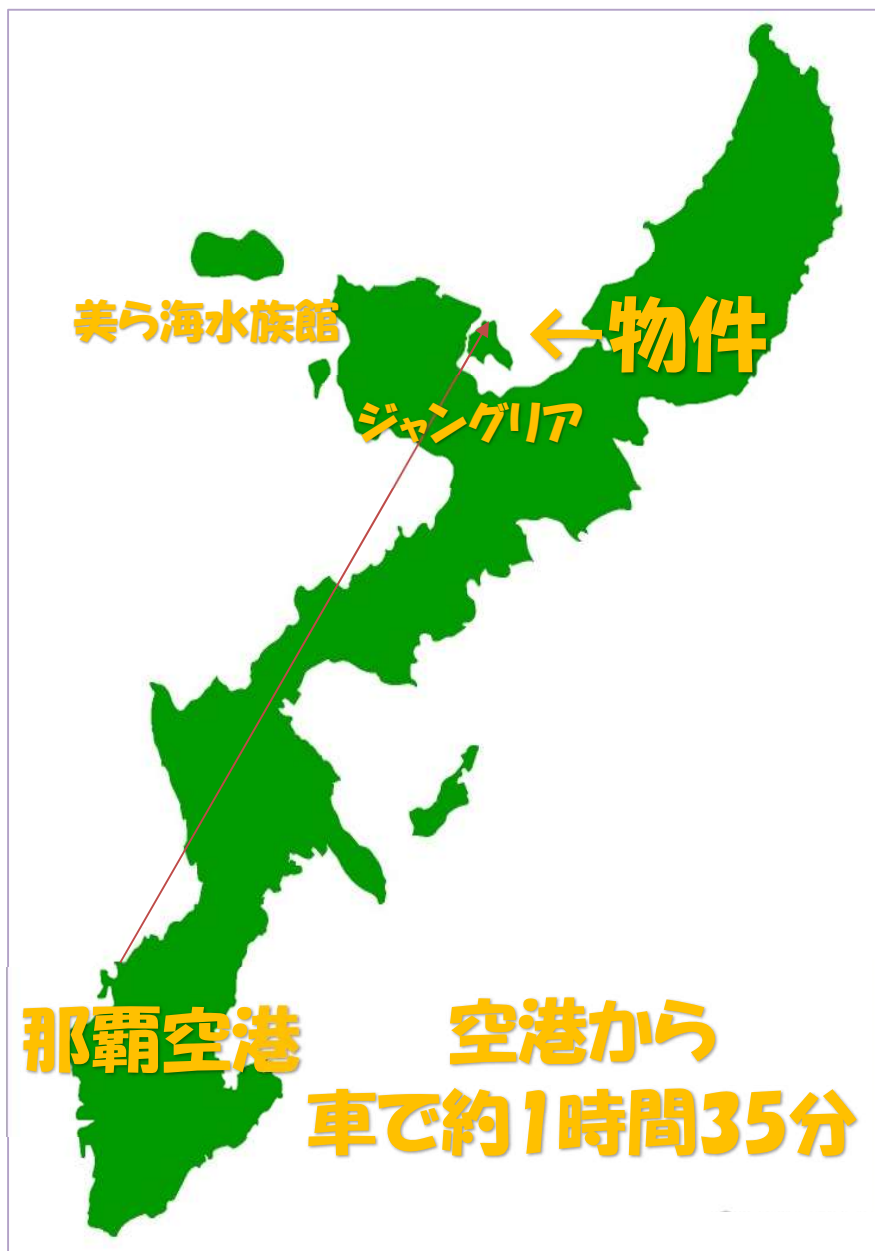 美ら海水族館
←物件
ジャングリア
那覇空港
空港から
車で約1時間35分